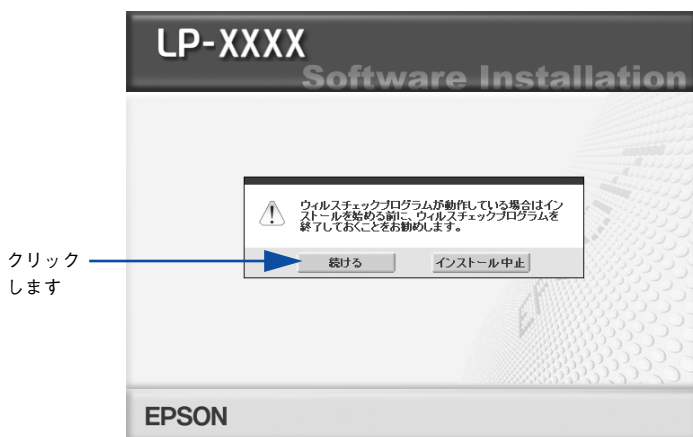 LP-XXXX
Software Installation
ウィルスチェックプログラムが動作している場合はイン
ストールを始める前に、ウィルスチェックプログラムを
終了しておくことをお勧めします。
クリック
します
続ける
インストール中止
EPSON